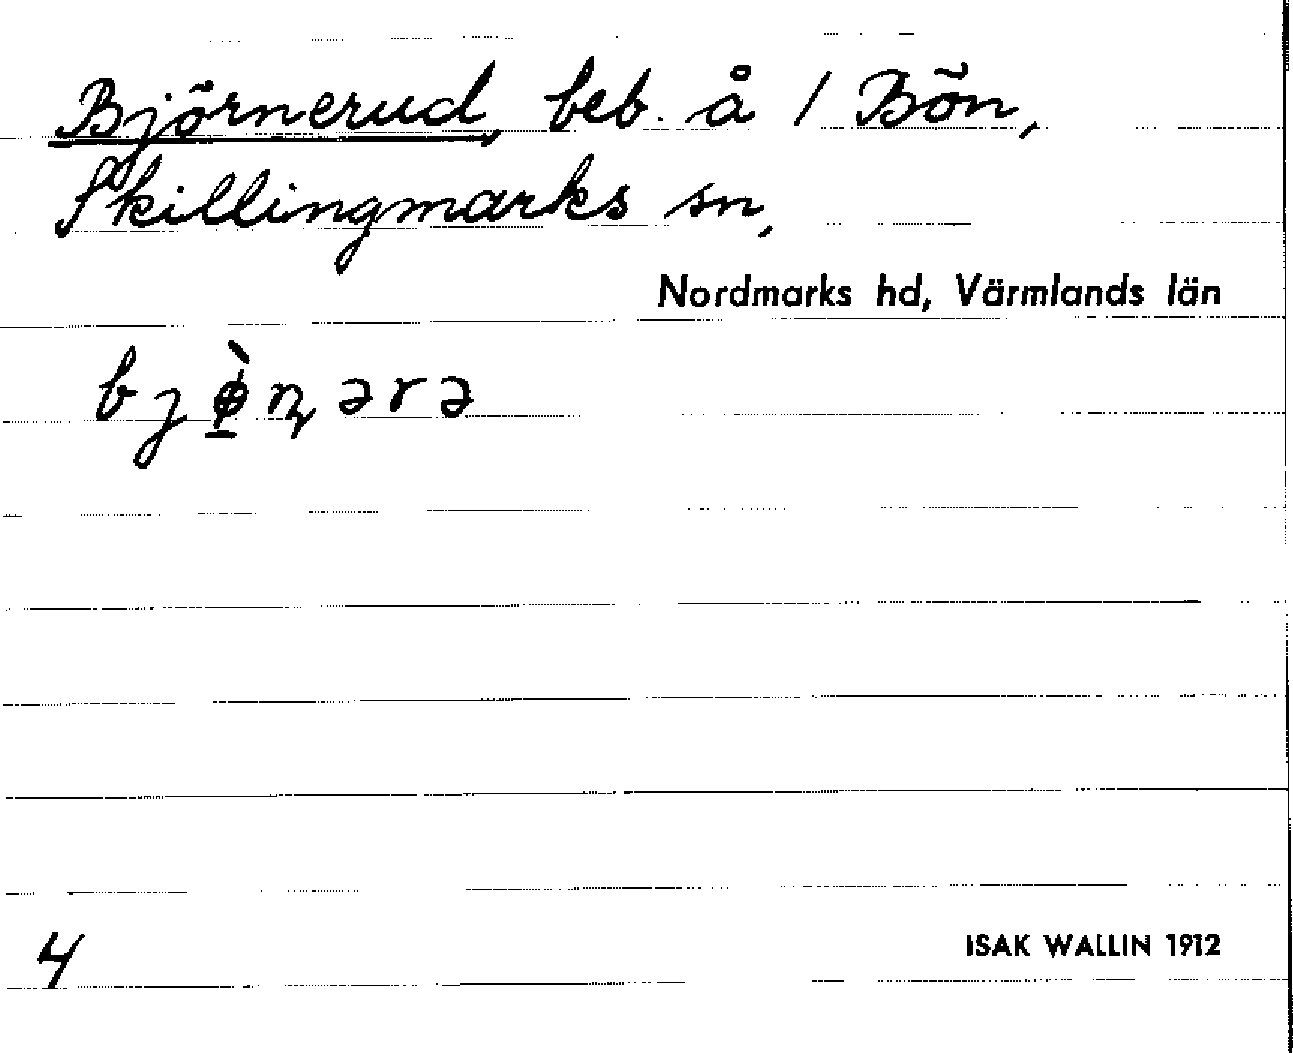 Björnerud, beb. å 1 Bön,
Skillingmarks sn,
Nordmarks hd, Värmlands län
bjø̱̀ɳərə
4
ISAK WALLIN 1912